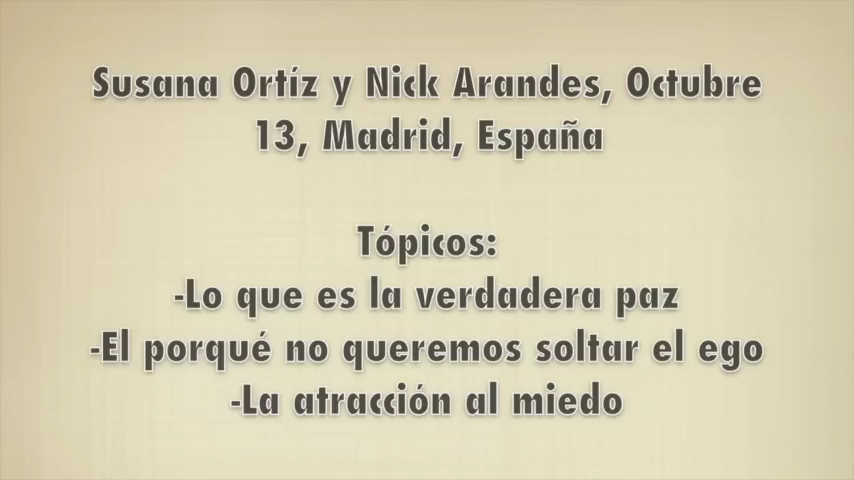 Susana Ortíz y Nick Arandes, Octubre
13, Madrid, España
Tópicos:
-Lo que es la verdadera paz
-El porqué no queremos soltar el ego
-La atracción al miedo